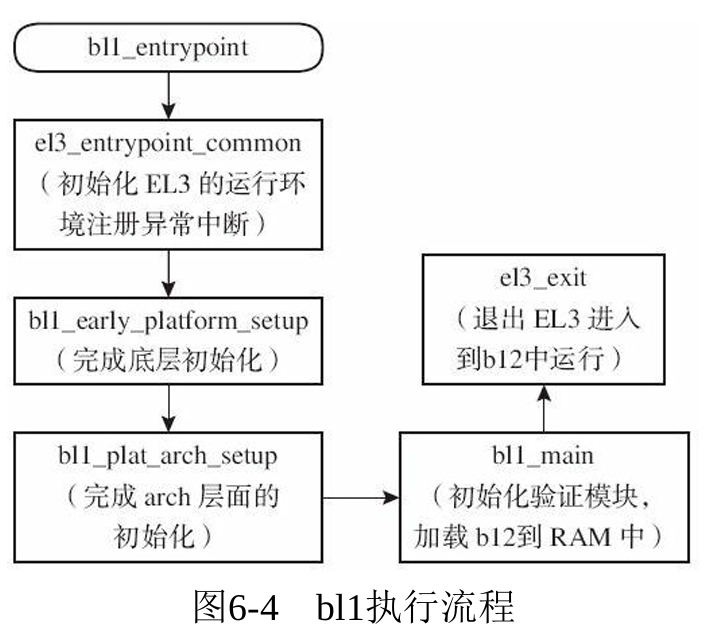 bl1_entrypoint
el3_entrypoint_common
（初始化 EL3 的运行环
境注册异常中断）
bl1_early_platform_setup
（完成底层初始化）
bl1_plat_arch_setup
（完成 arch 层面的
初始化）
bl1_main
（初始化验证模块，
加载 b12到 RAM 中）
el3_exit
（退出 EL3 进入
到b12中运行）
图6-4 bl1执行流程